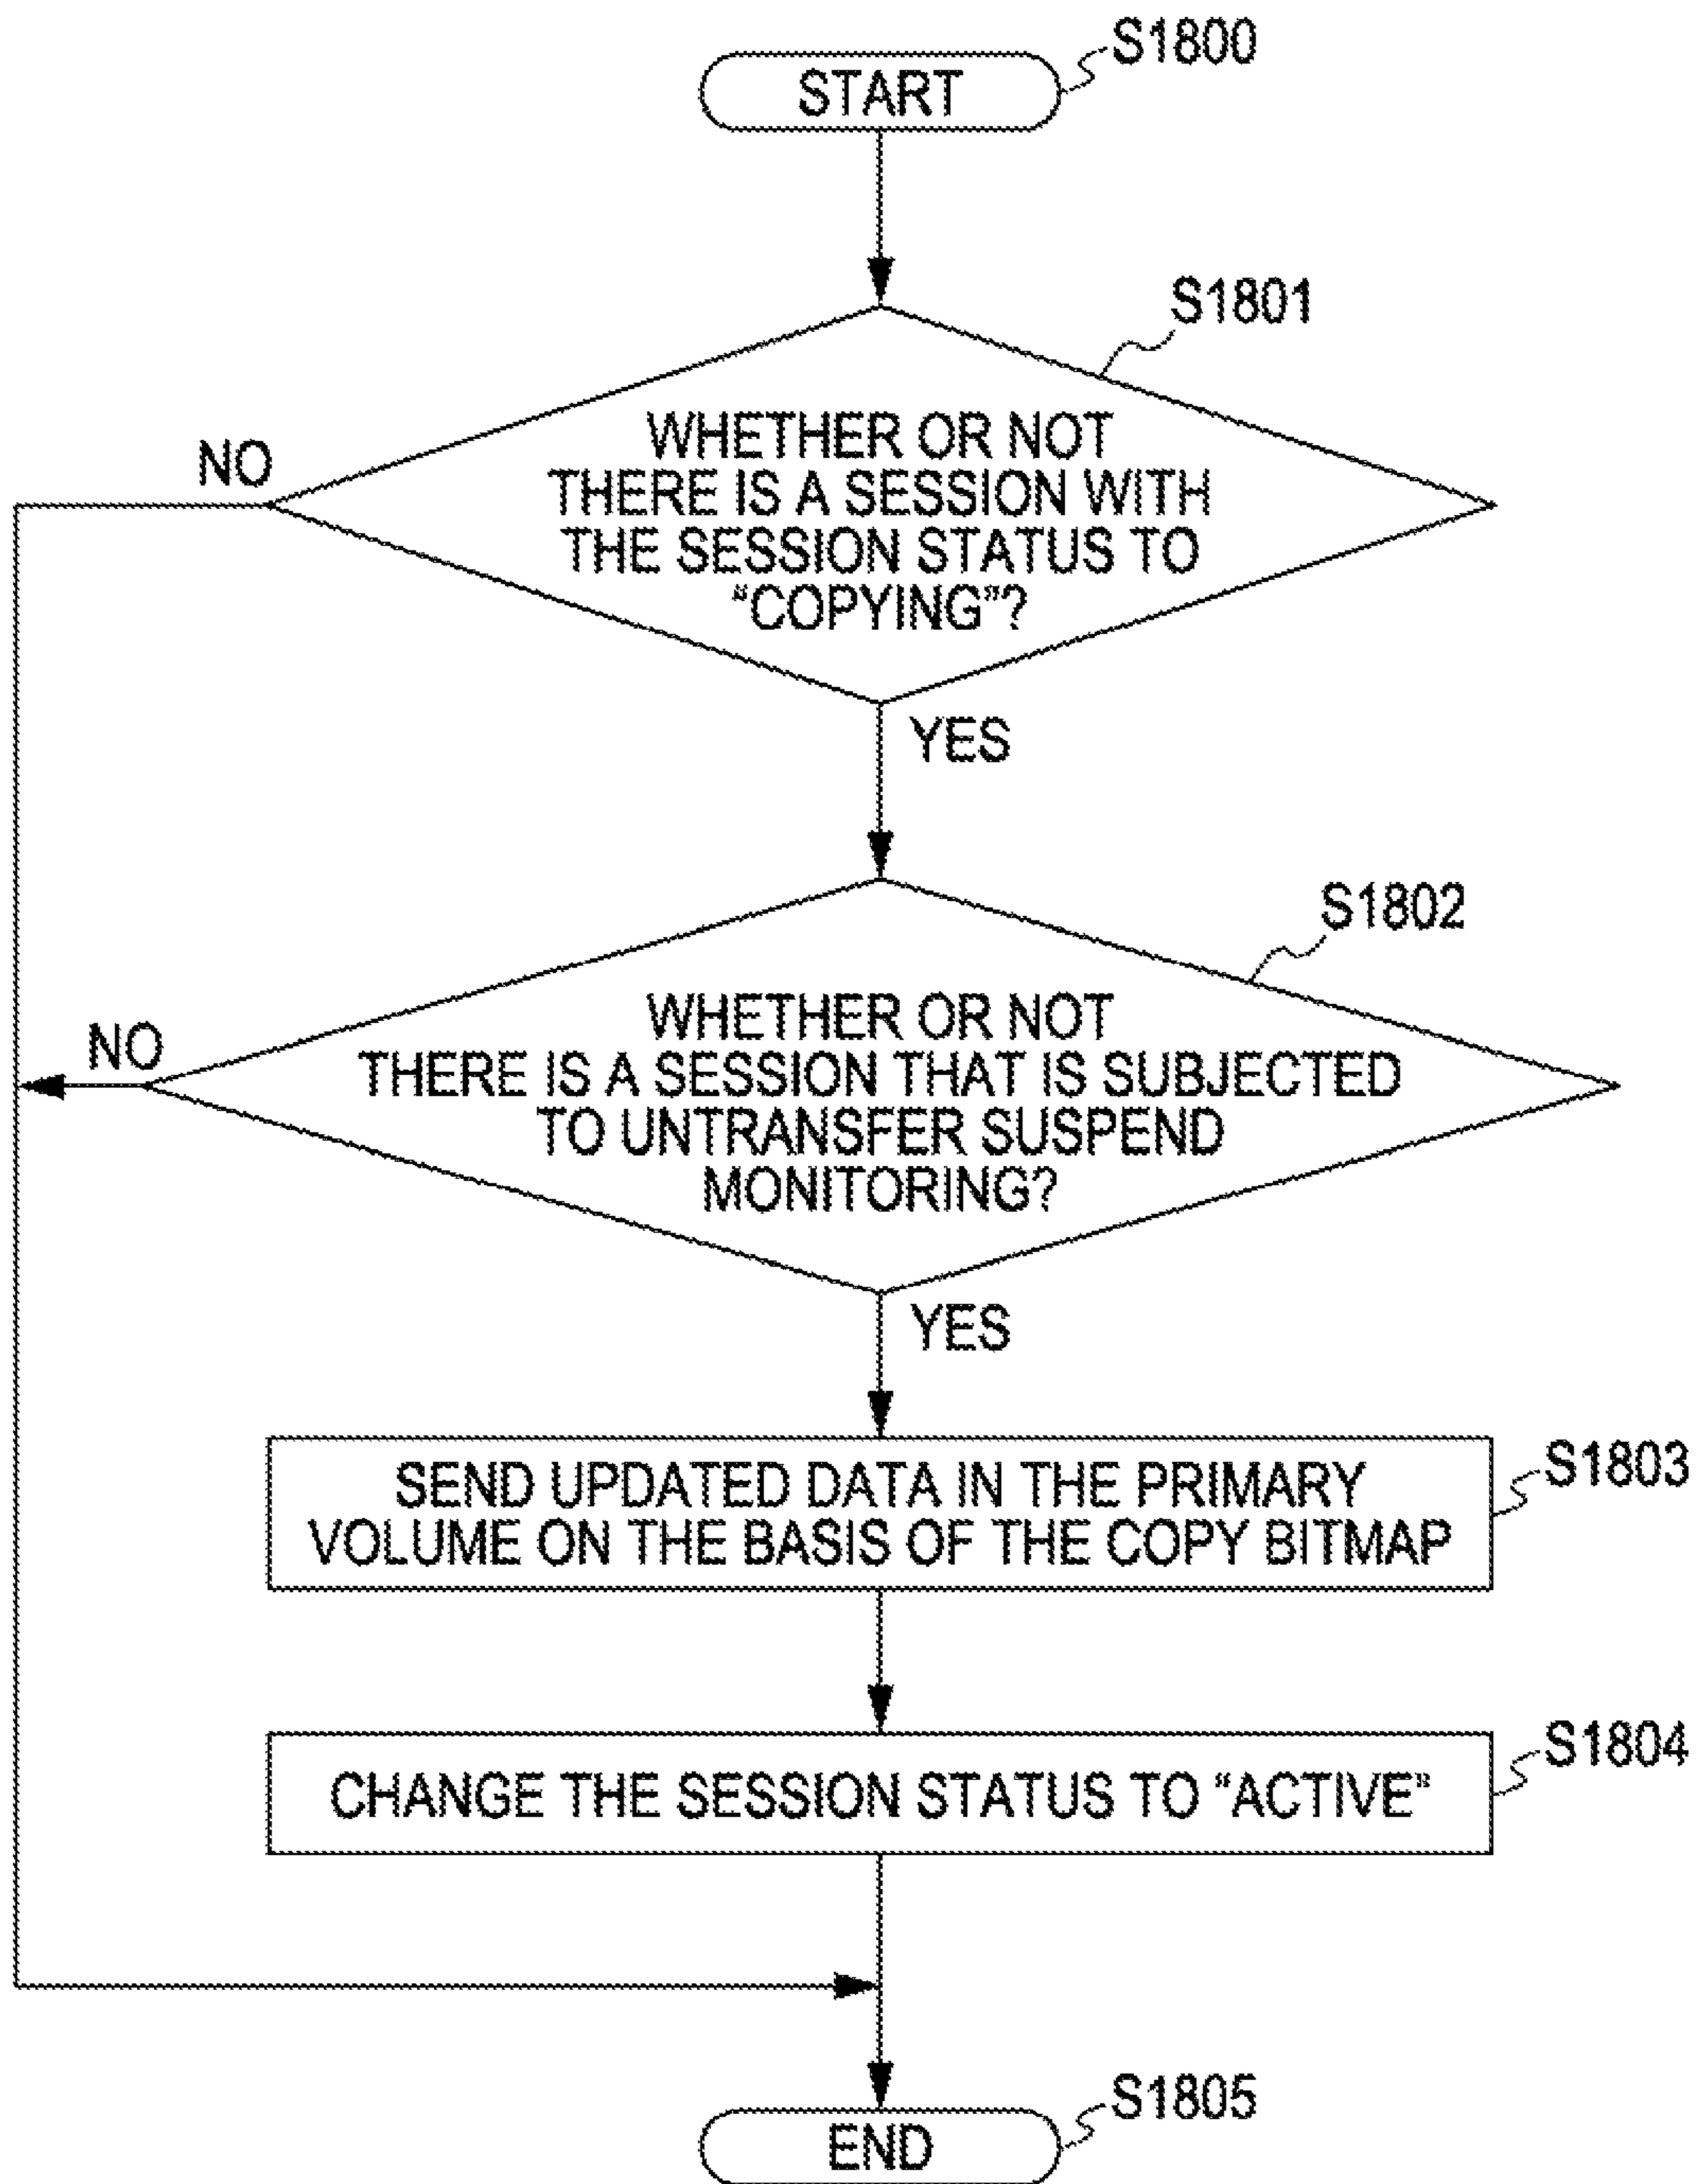 START
S1800
S1801
WHETHER OR NOT
THERE IS A SESSION WITH
THE SESSION STATUS TO
“COPYING”?
NO
YES
S1802
WHETHER OR NOT
THERE IS A SESSION THAT IS SUBJECTED
TO UNTRANSFER SUSPEND
MONITORING?
NO
YES
S1803
SEND UPDATED DATA IN THE PRIMARY
VOLUME ON THE BASIS OF THE COPY BITMAP
S1804
CHANGE THE SESSION STATUS TO “ACTIVE”
S1805
END